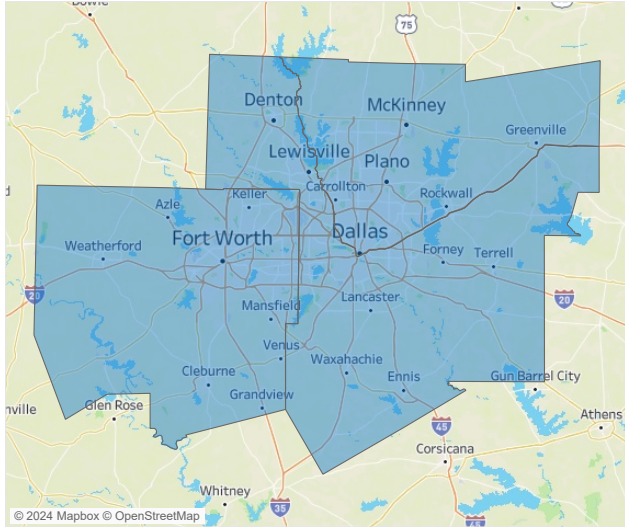 Bowie
75
Denton
McKinney
Greenville
Lewisville
Plano
Carrollton
Keller
Rockwall
Azle
Fort Worth
Dallas
Weatherford
Forney
Terrell
20
20
Lancaster
Mansfield
Venus
Waxahachie
Cleburne
Ennis
Gun Barrel City
Grandview
Glen Rose
nville
Athens
45
Corsicana
Whitney
35
45
© 2024 Mapbox © OpenStreetMap